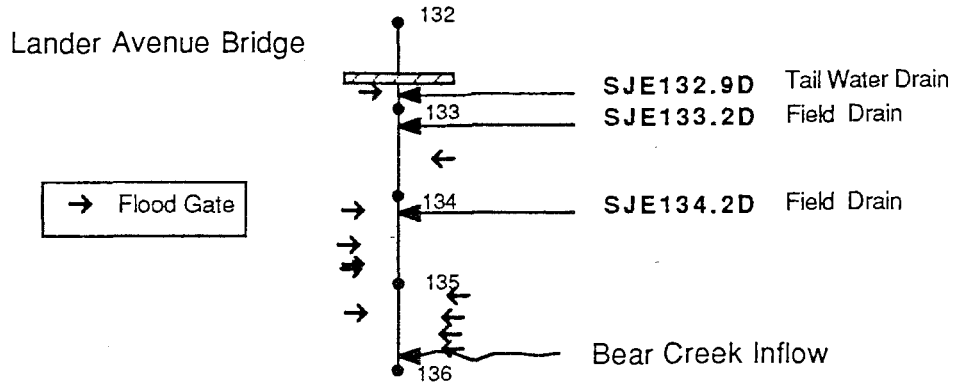 132
Lander Avenue Bridge
SJE132.9D Tail Water Drain
133
SJE133.2D Field Drain
→ Flood Gate
134
SJE134.2D Field Drain
135
Bear Creek Inflow
136